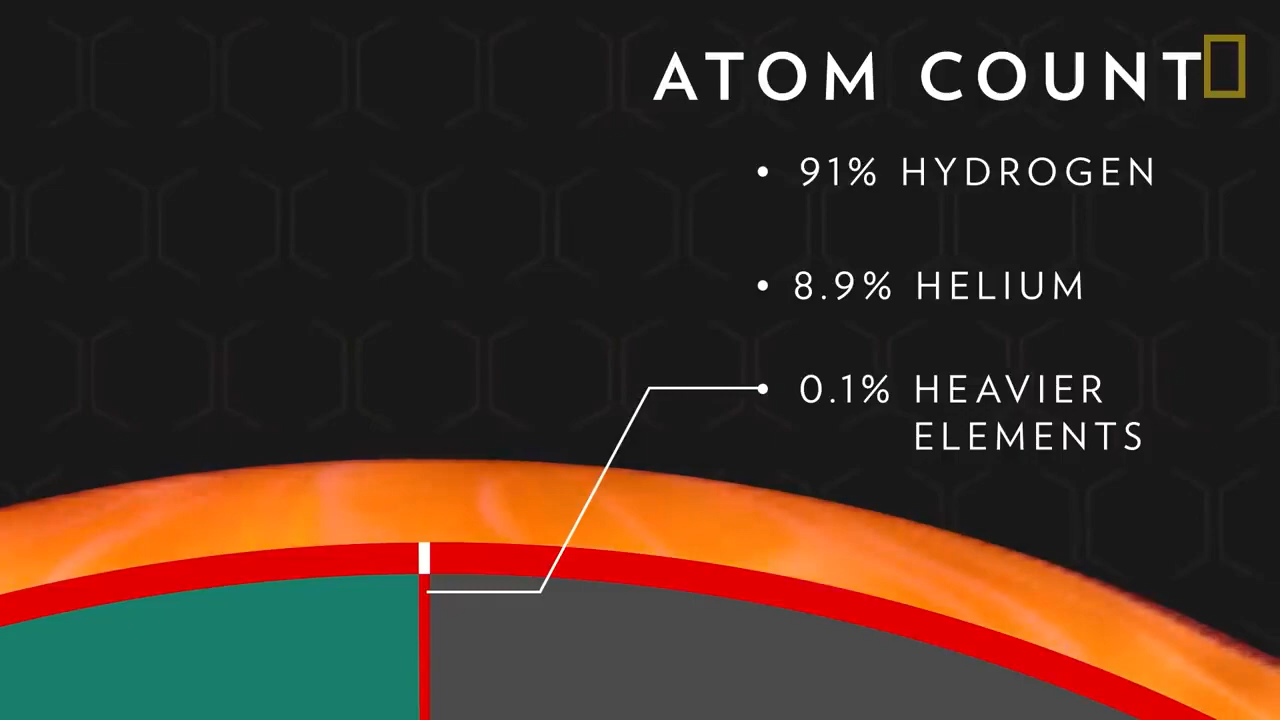 ATOM COUNT
• 91% HYDROGEN
• 8.9% HELIUM
• 0.1% HEAVIER
ELEMENTS